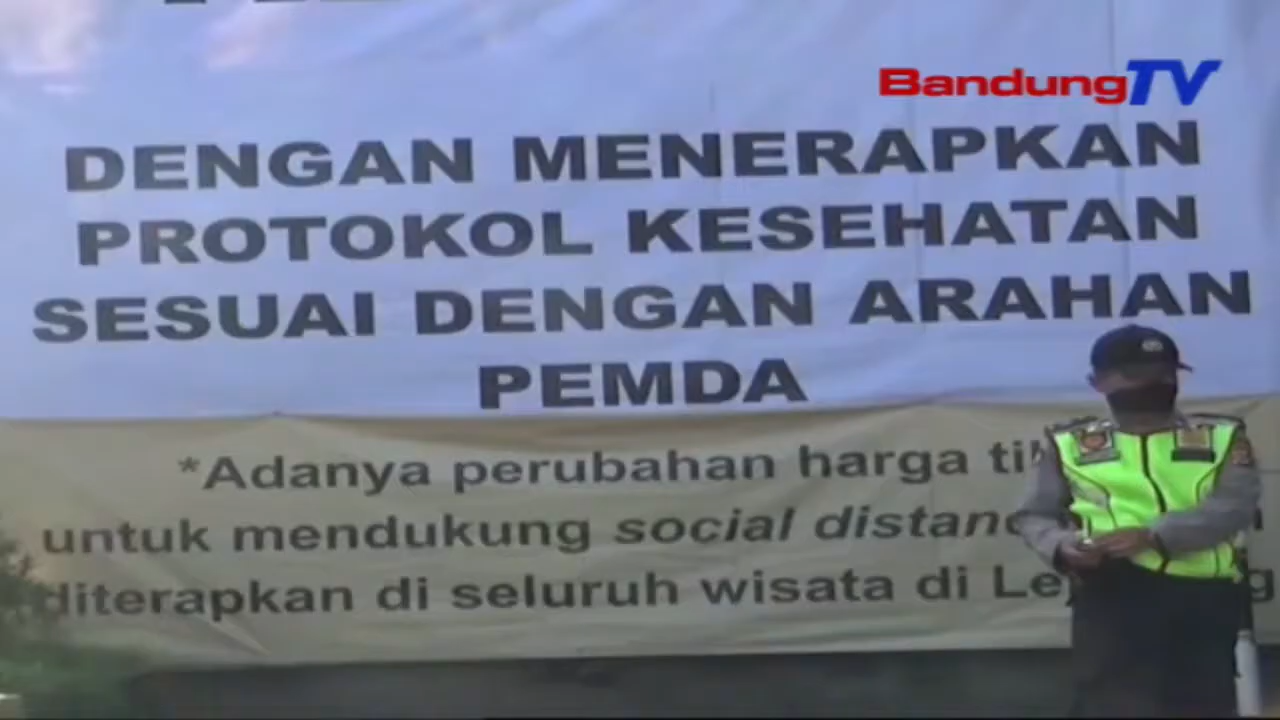 BandungTV
DENGAN MENERAPKAN
PROTOKOL KESEHATAN
SESUAI DENGAN ARAHAN
PEMDA
*Adanya perubahan harga
untuk mendukung social
diterapkan di seluruh wisata di